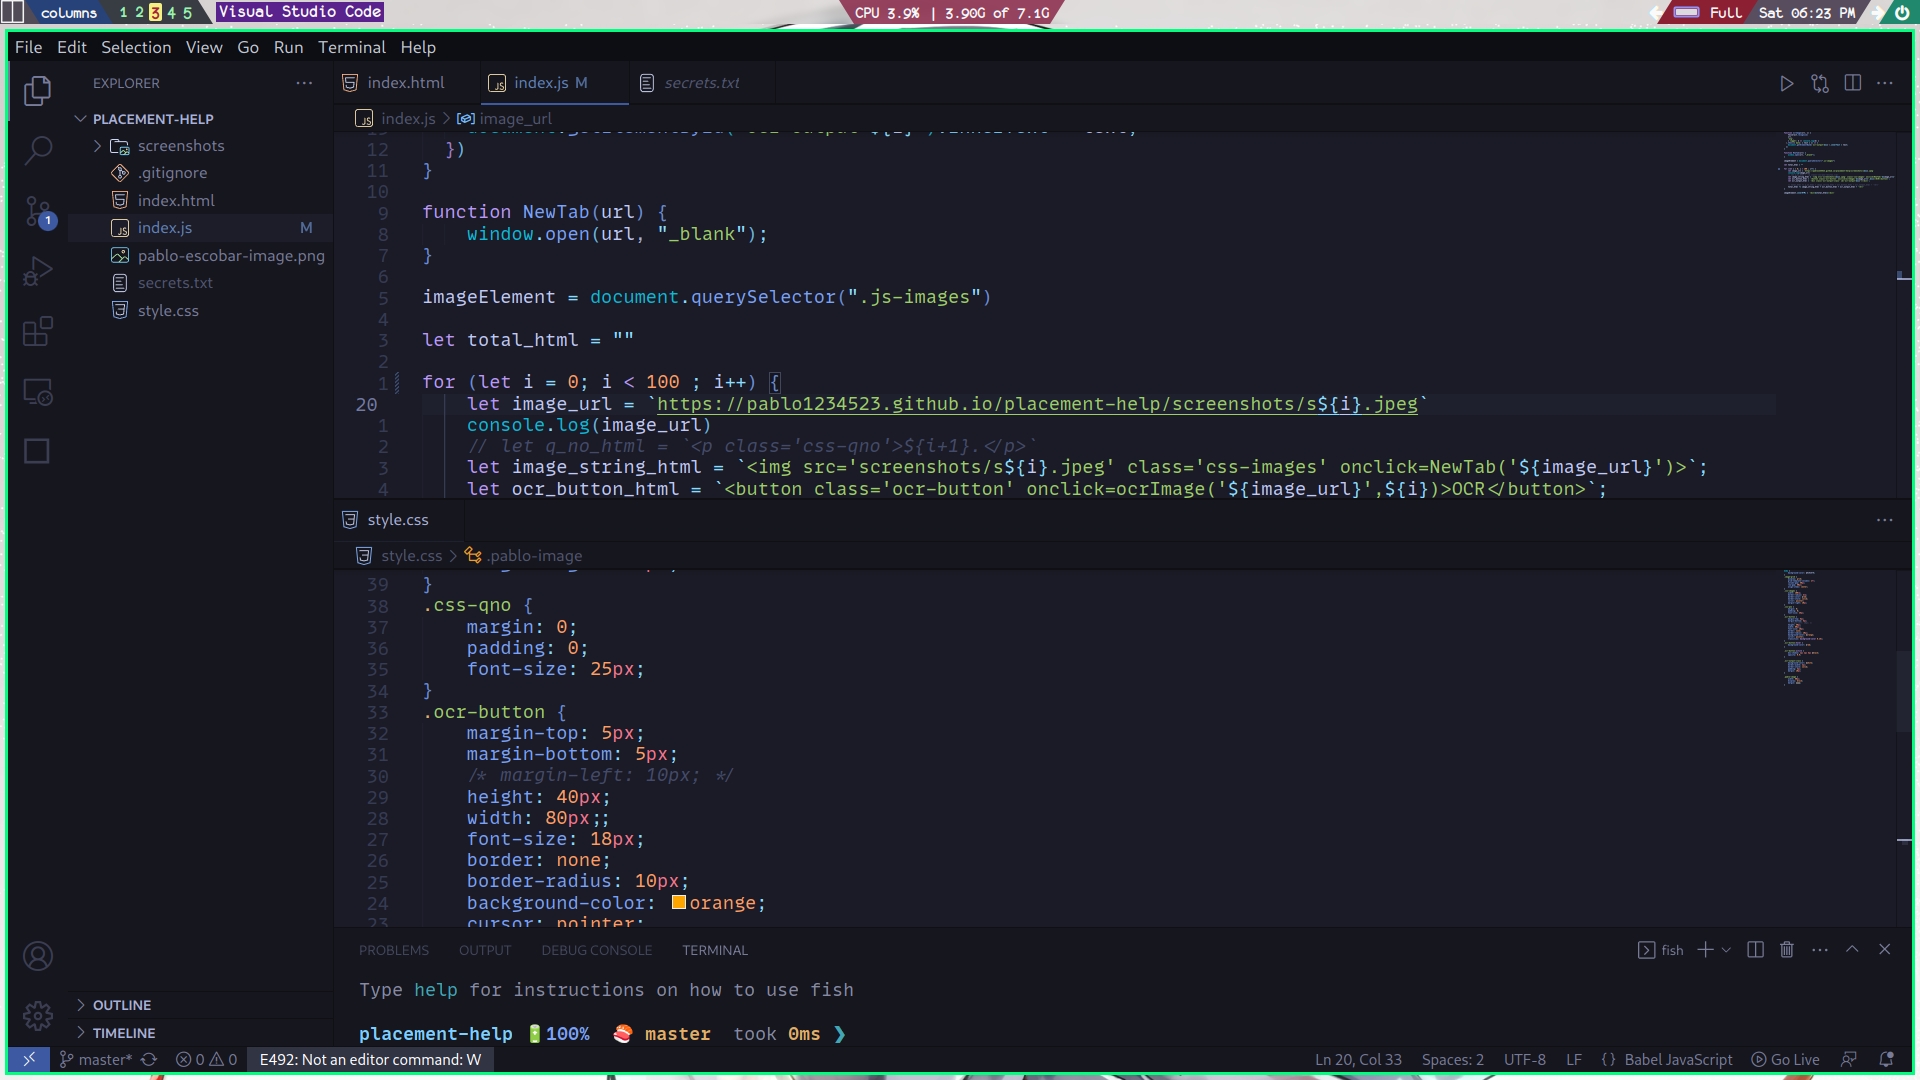 columns 1 2 3 4 5 Visual Studio Code CPU 3.9% | 3.90G of 7.1G Full Sat 06:23 PM
File Edit Selection View Go Run Terminal Help
EXPLORER
PLACEMENT-HELP
screenshots
.gitignore
index.html
index.js M
pablo-escobar-image.png
secrets.txt
style.css
OUTLINE
TIMELINE
1
index.html index.js M secrets.txt
index.js > image_url
12 })
11 }
10
9 function NewTab(url) {
8 window.open(url, "_blank");
7 }
6
5 imageElement = document.querySelector(".js-images")
4
3 let total_html = ""
2
1 for (let i = 0; i < 100 ; i++) {
20 let image_url = `https://pablo1234523.github.io/placement-help/screenshots/s${i}.jpeg`
1 console.log(image_url)
2 // let q_no_html = `<p class='css-qno'>${i+1}.</p>`
3 let image_string_html = `<img src='screenshots/s${i}.jpeg' class='css-images' onclick=NewTab('${image_url}')>`;
4 let ocr_button_html = `<button class='ocr-button' onclick=ocrImage('${image_url}',${i})>OCR</button>`;
style.css
style.css > .pablo-image
39 }
38 .css-qno {
37 margin: 0;
36 padding: 0;
35 font-size: 25px;
34 }
33 .ocr-button {
32 margin-top: 5px;
31 margin-bottom: 5px;
30 /* margin-left: 10px; */
29 height: 40px;
28 width: 80px;;
27 font-size: 18px;
26 border: none;
25 border-radius: 10px;
24 background-color: orange;
23 cursor: pointer;
PROBLEMS OUTPUT DEBUG CONSOLE TERMINAL fish
Type help for instructions on how to use fish
placement-help 100% master took 0ms ❯
master* 0 0 E492: Not an editor command: W Ln 20, Col 33 Spaces: 2 UTF-8 LF {} Babel JavaScript Go Live